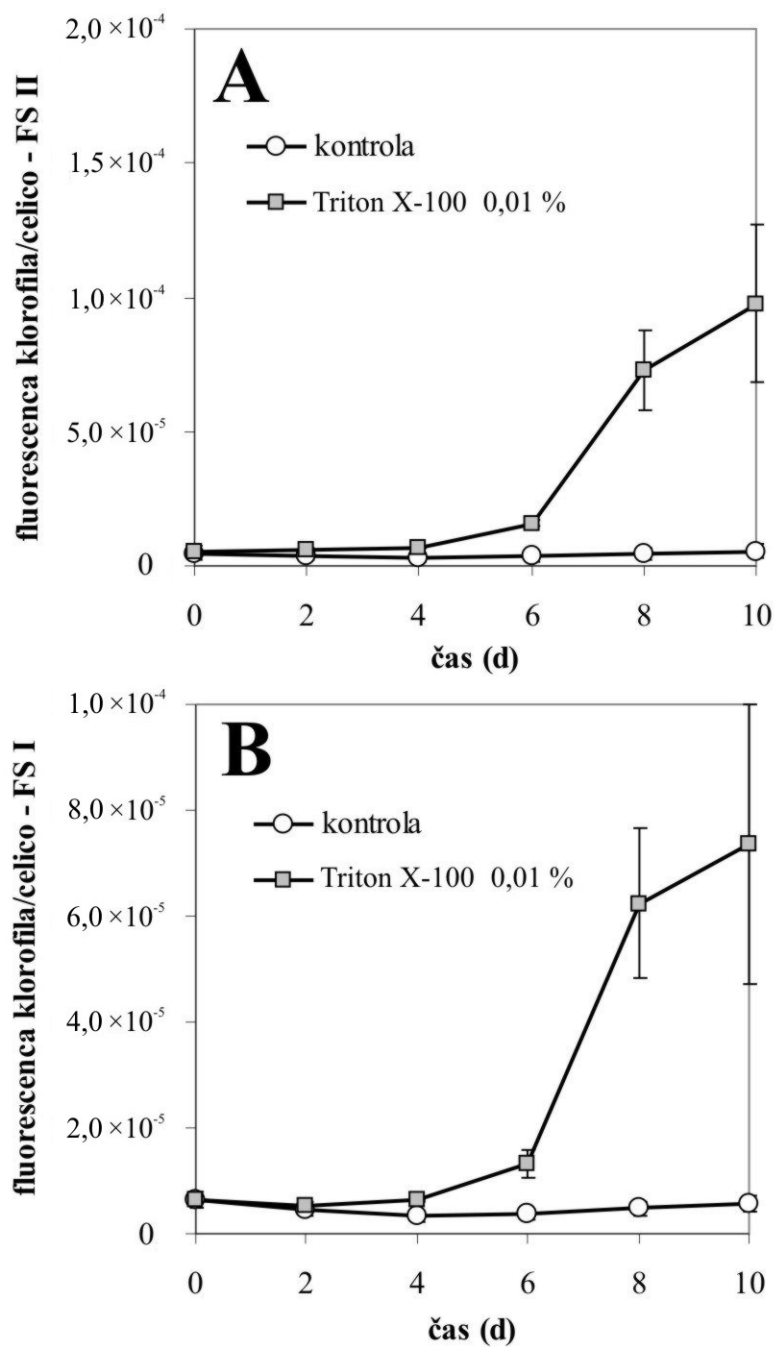 2,0 ×10⁻⁴
A
kontrola
Triton X-100 0,01 %
1,5 ×10⁻⁴
1,0 ×10⁻⁴
5,0 ×10⁻⁵
0
fluorescenca klorofila/celico - FS II
0 2 4 6 8 10
čas (d)
1,0 ×10⁻⁴
B
kontrola
Triton X-100 0,01 %
8,0 ×10⁻⁵
6,0 ×10⁻⁵
4,0 ×10⁻⁵
2,0 ×10⁻⁵
0
fluorescenca klorofila/celico - FS I
0 2 4 6 8 10
čas (d)